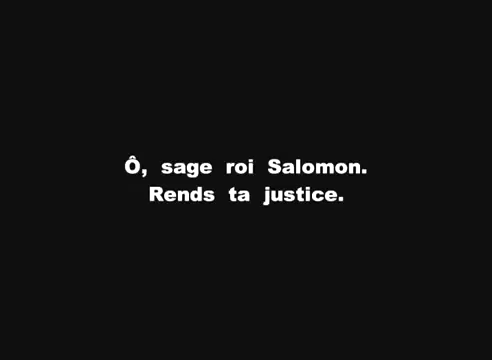 Ô, sage roi Salomon.
Rends ta justice.